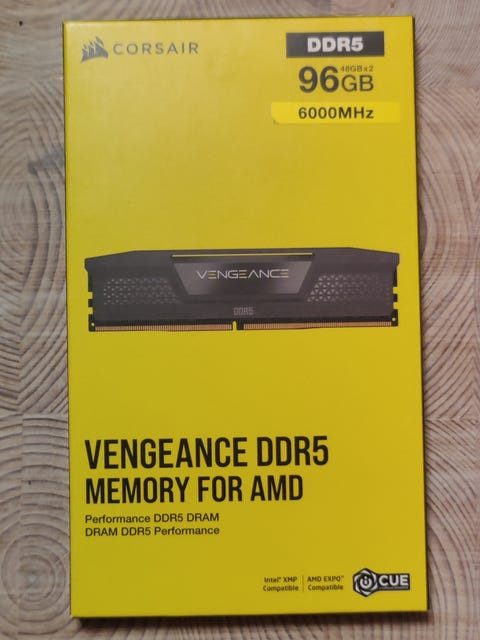 CORSAIR
DDR5
48GBx2
96GB
6000MHz
VENGEANCE
DDR5
VENGEANCE DDR5
MEMORY FOR AMD
Performance DDR5 DRAM
DRAM DDR5 Performance
Intel® XMP
Compatible
AMD EXPO™
Compatible
iCUE